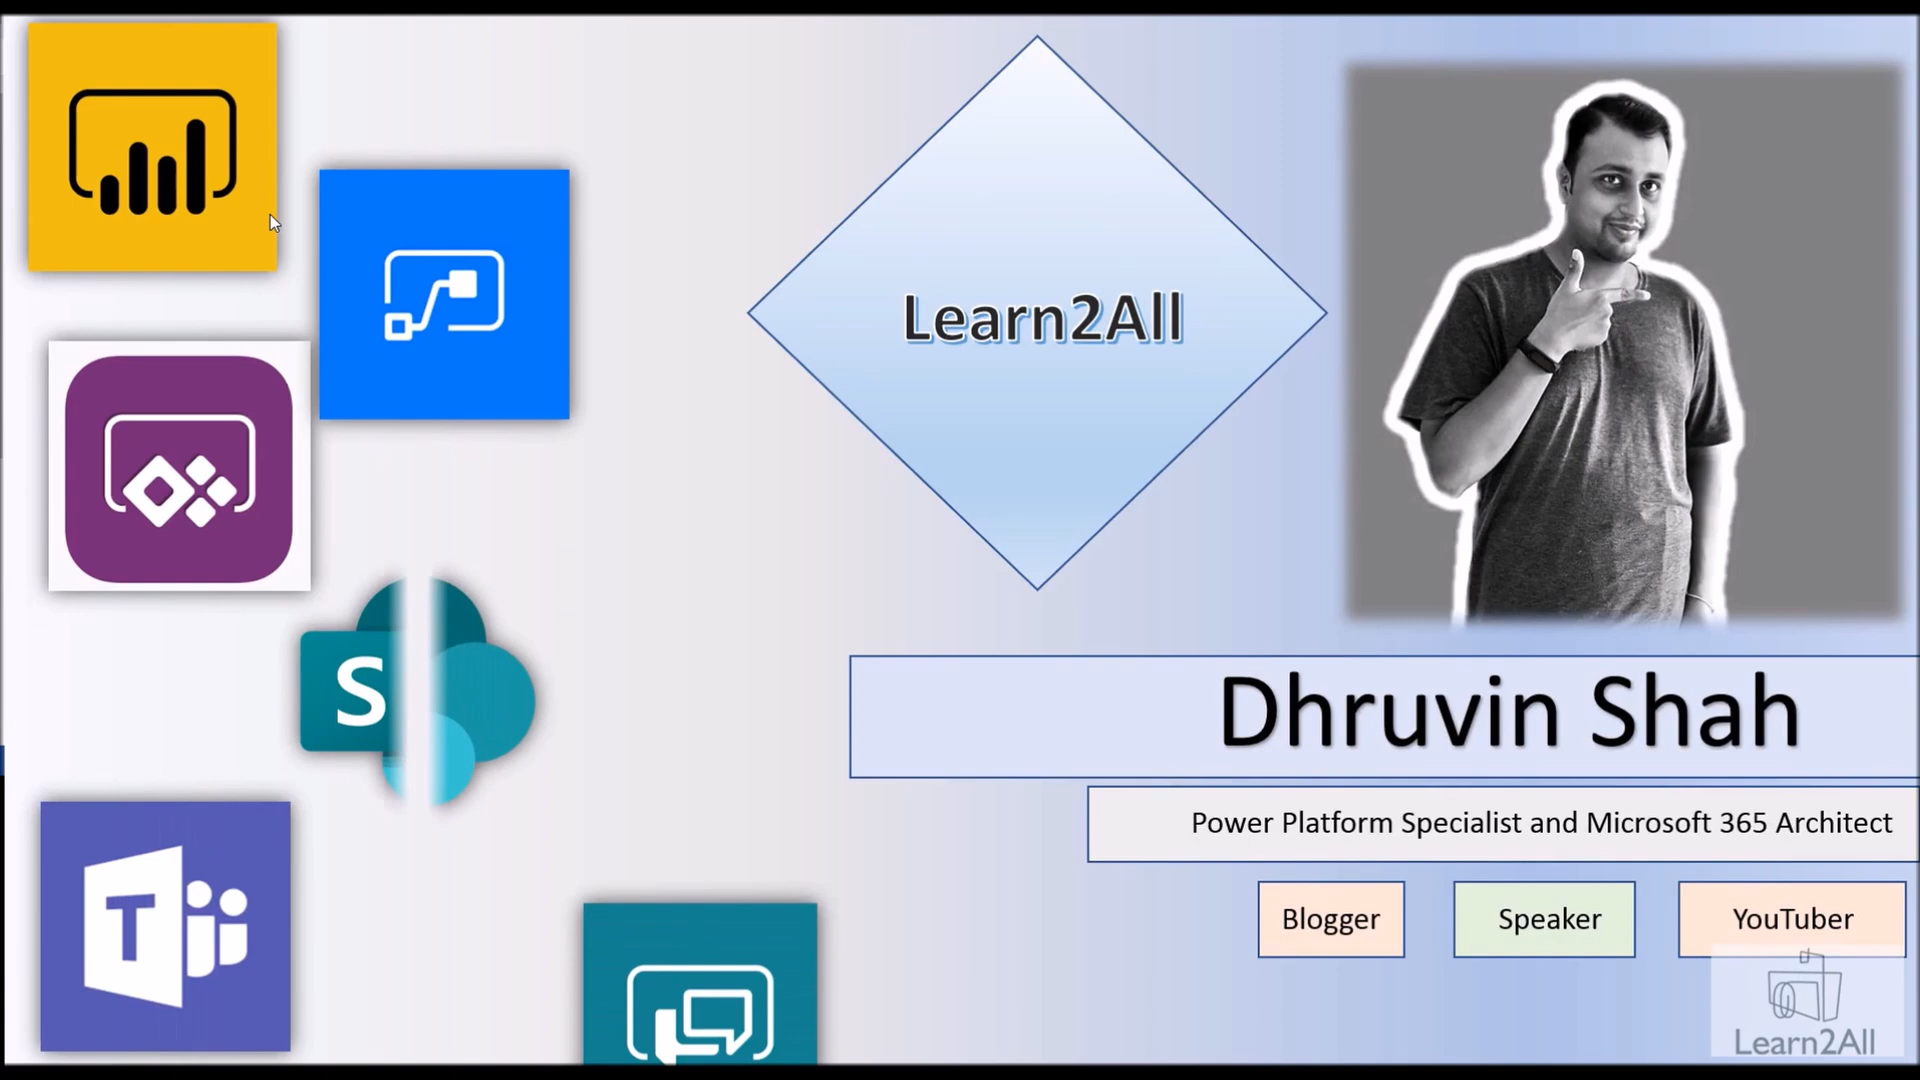 Learn2All
S
T
Dhruvin Shah
Power Platform Specialist and Microsoft 365 Architect
Blogger
Speaker
YouTuber
Learn2All